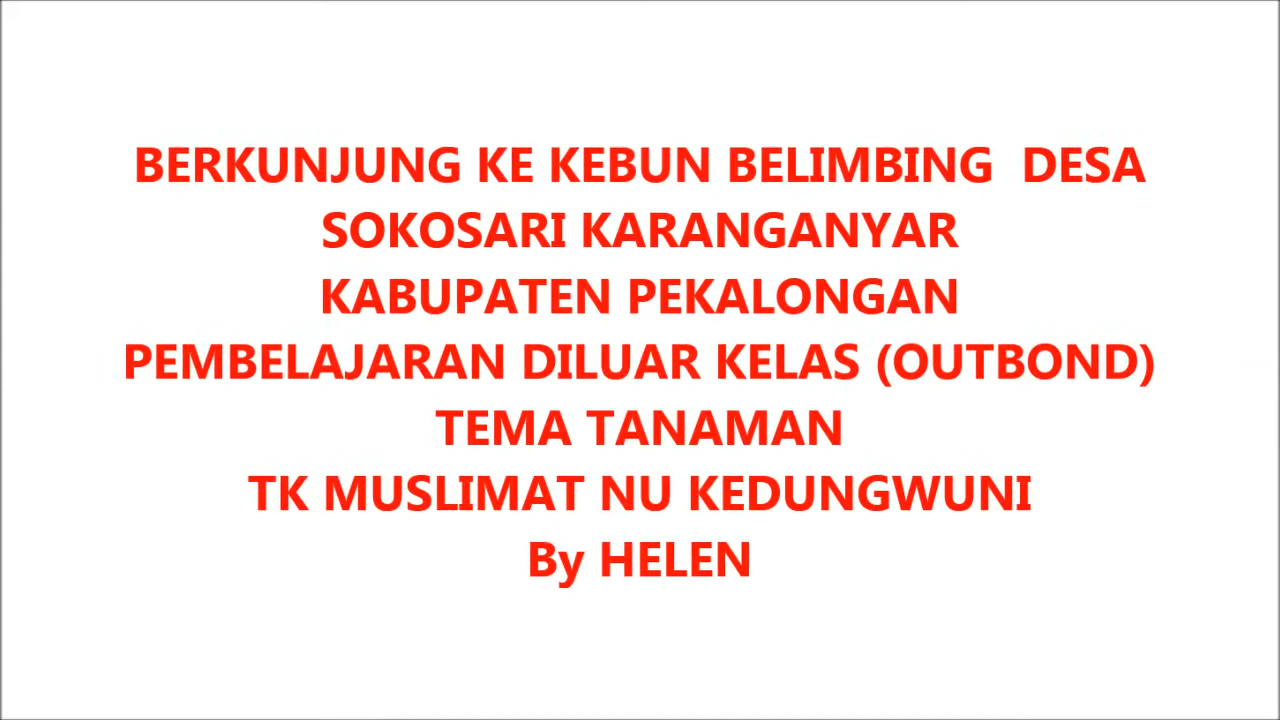 BERKUNJUNG KE KEBUN BELIMBING  DESA
SOKOSARI KARANGANYAR
KABUPATEN PEKALONGAN
PEMBELAJARAN DILUAR KELAS (OUTBOND)
TEMA TANAMAN
TK MUSLIMAT NU KEDUNGWUNI
By HELEN